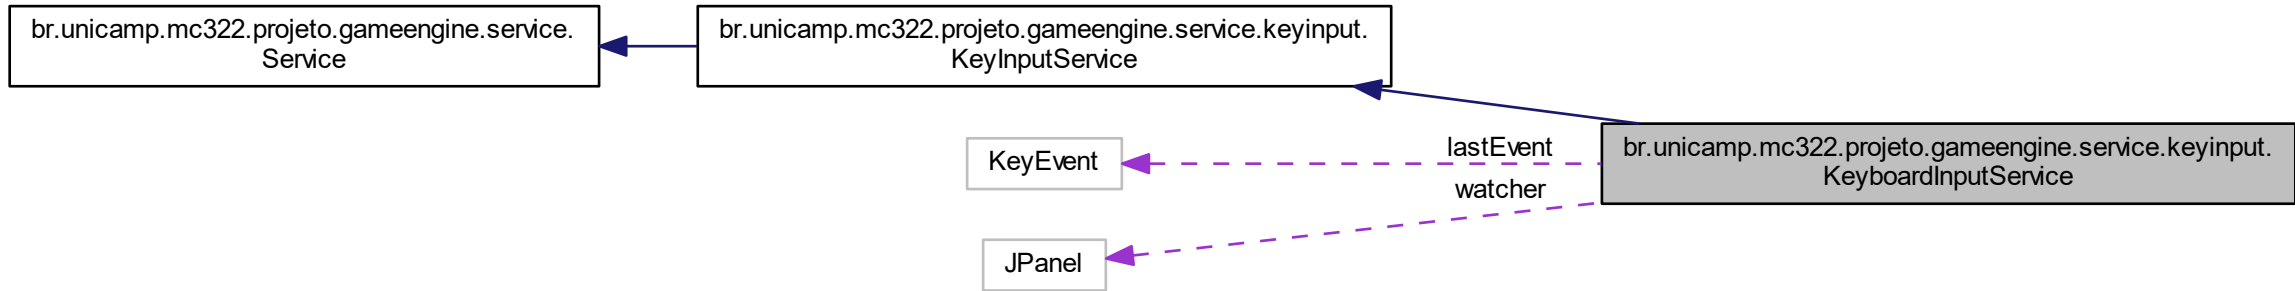 br.unicamp.mc322.projeto.gameengine.service.
Service
br.unicamp.mc322.projeto.gameengine.service.keyinput.
KeyInputService
br.unicamp.mc322.projeto.gameengine.service.keyinput.
KeyboardInputService
lastEvent
KeyEvent
watcher
JPanel